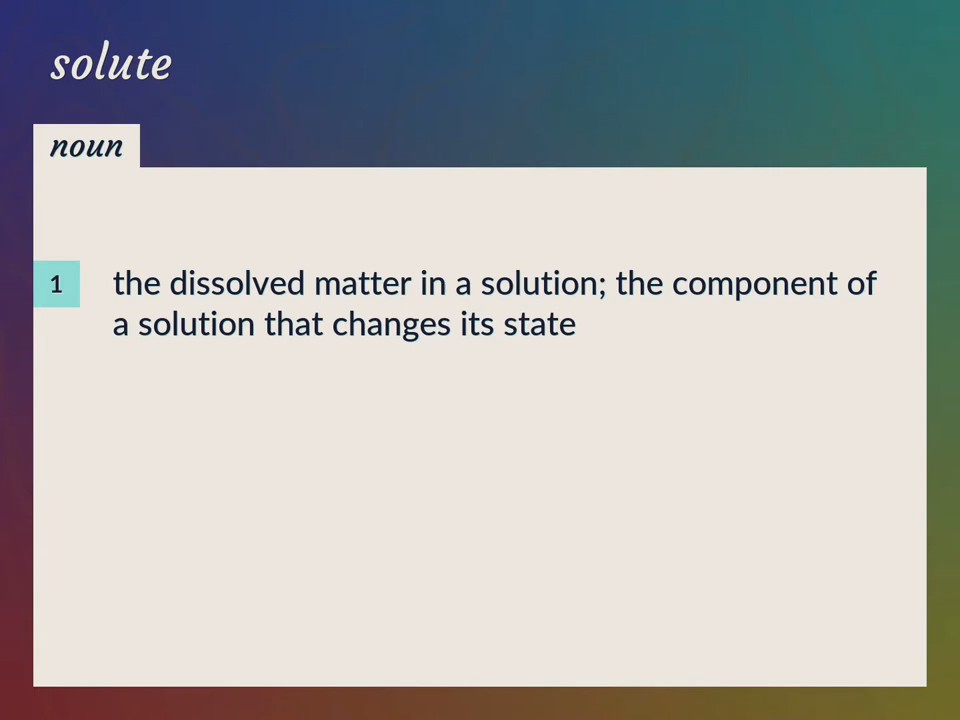 solute
noun
1 the dissolved matter in a solution; the component of
a solution that changes its state